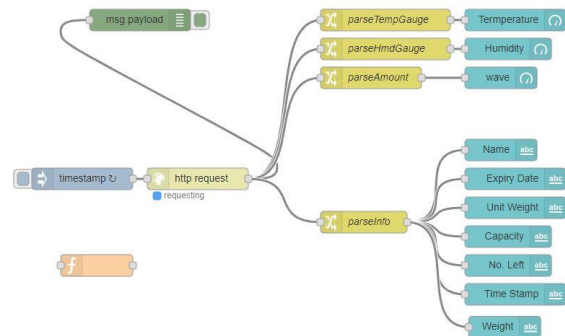 msg.payload
parseTempGauge
Termperature
parseHmdGauge
Humidity
parseAmount
wave
timestamp ↻
http request
requesting
parseInfo
Name abc
Expiry Date abc
Unit Weight abc
Capacity abc
No. Left abc
Time Stamp abc
Weight abc
f